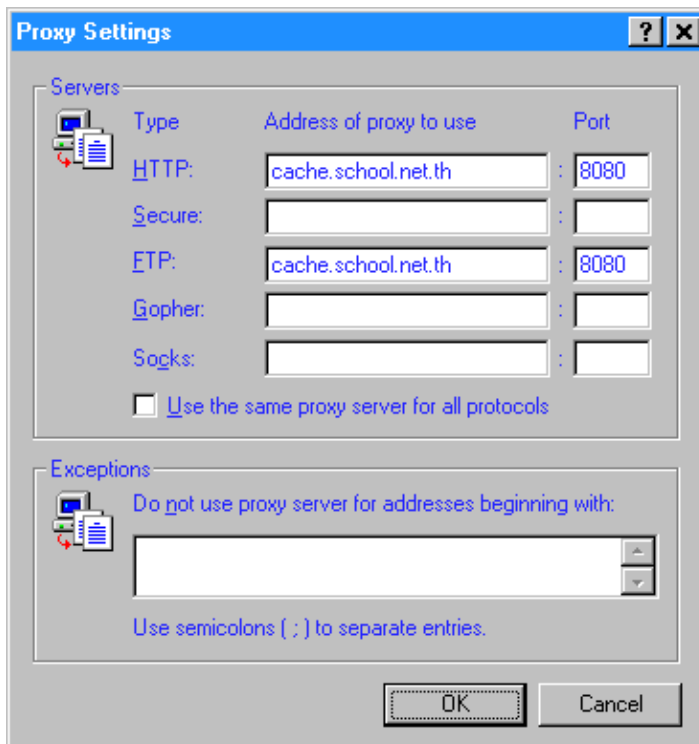 Proxy Settings
Servers
Type Address of proxy to use Port
HTTP: cache.school.net.th : 8080
Secure: :
FTP: cache.school.net.th : 8080
Gopher: :
Socks: :
Use the same proxy server for all protocols
Exceptions
Do not use proxy server for addresses beginning with:
Use semicolons ( ; ) to separate entries.
OK Cancel